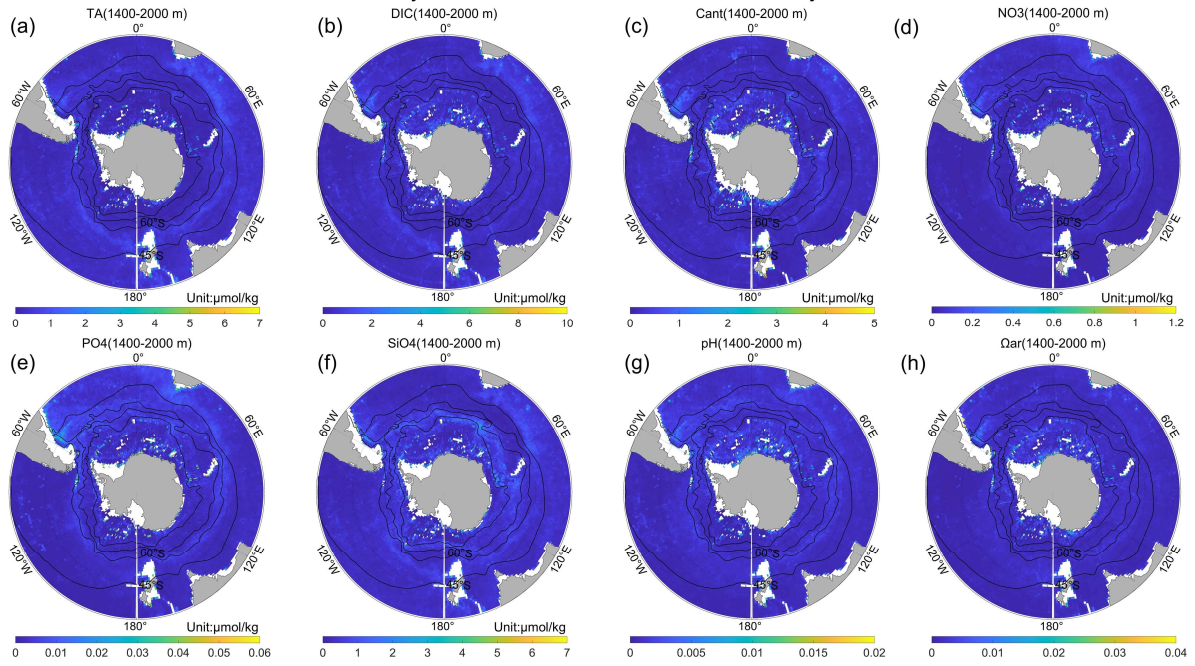 (a)
TA(1400-2000 m)
0°
60°W
60°E
120°W
120°E
60°S
45°S
180°
Unit:μmol/kg
0 1 2 3 4 5 6 7
(b)
DIC(1400-2000 m)
0°
60°W
60°E
120°W
120°E
60°S
45°S
180°
Unit:μmol/kg
0 2 4 6 8 10
(c)
Cant(1400-2000 m)
0°
60°W
60°E
120°W
120°E
60°S
45°S
180°
Unit:μmol/kg
0 1 2 3 4 5
(d)
NO3(1400-2000 m)
0°
60°W
60°E
120°W
120°E
60°S
45°S
180°
Unit:μmol/kg
0 0.2 0.4 0.6 0.8 1 1.2
(e)
PO4(1400-2000 m)
0°
60°W
60°E
120°W
120°E
60°S
45°S
180°
Unit:μmol/kg
0 0.01 0.02 0.03 0.04 0.05 0.06
(f)
SiO4(1400-2000 m)
0°
60°W
60°E
120°W
120°E
60°S
45°S
180°
Unit:μmol/kg
0 1 2 3 4 5 6 7
(g)
pH(1400-2000 m)
0°
60°W
60°E
120°W
120°E
60°S
45°S
180°
0 0.005 0.01 0.015 0.02
(h)
Ωar(1400-2000 m)
0°
60°W
60°E
120°W
120°E
60°S
45°S
180°
0 0.01 0.02 0.03 0.04